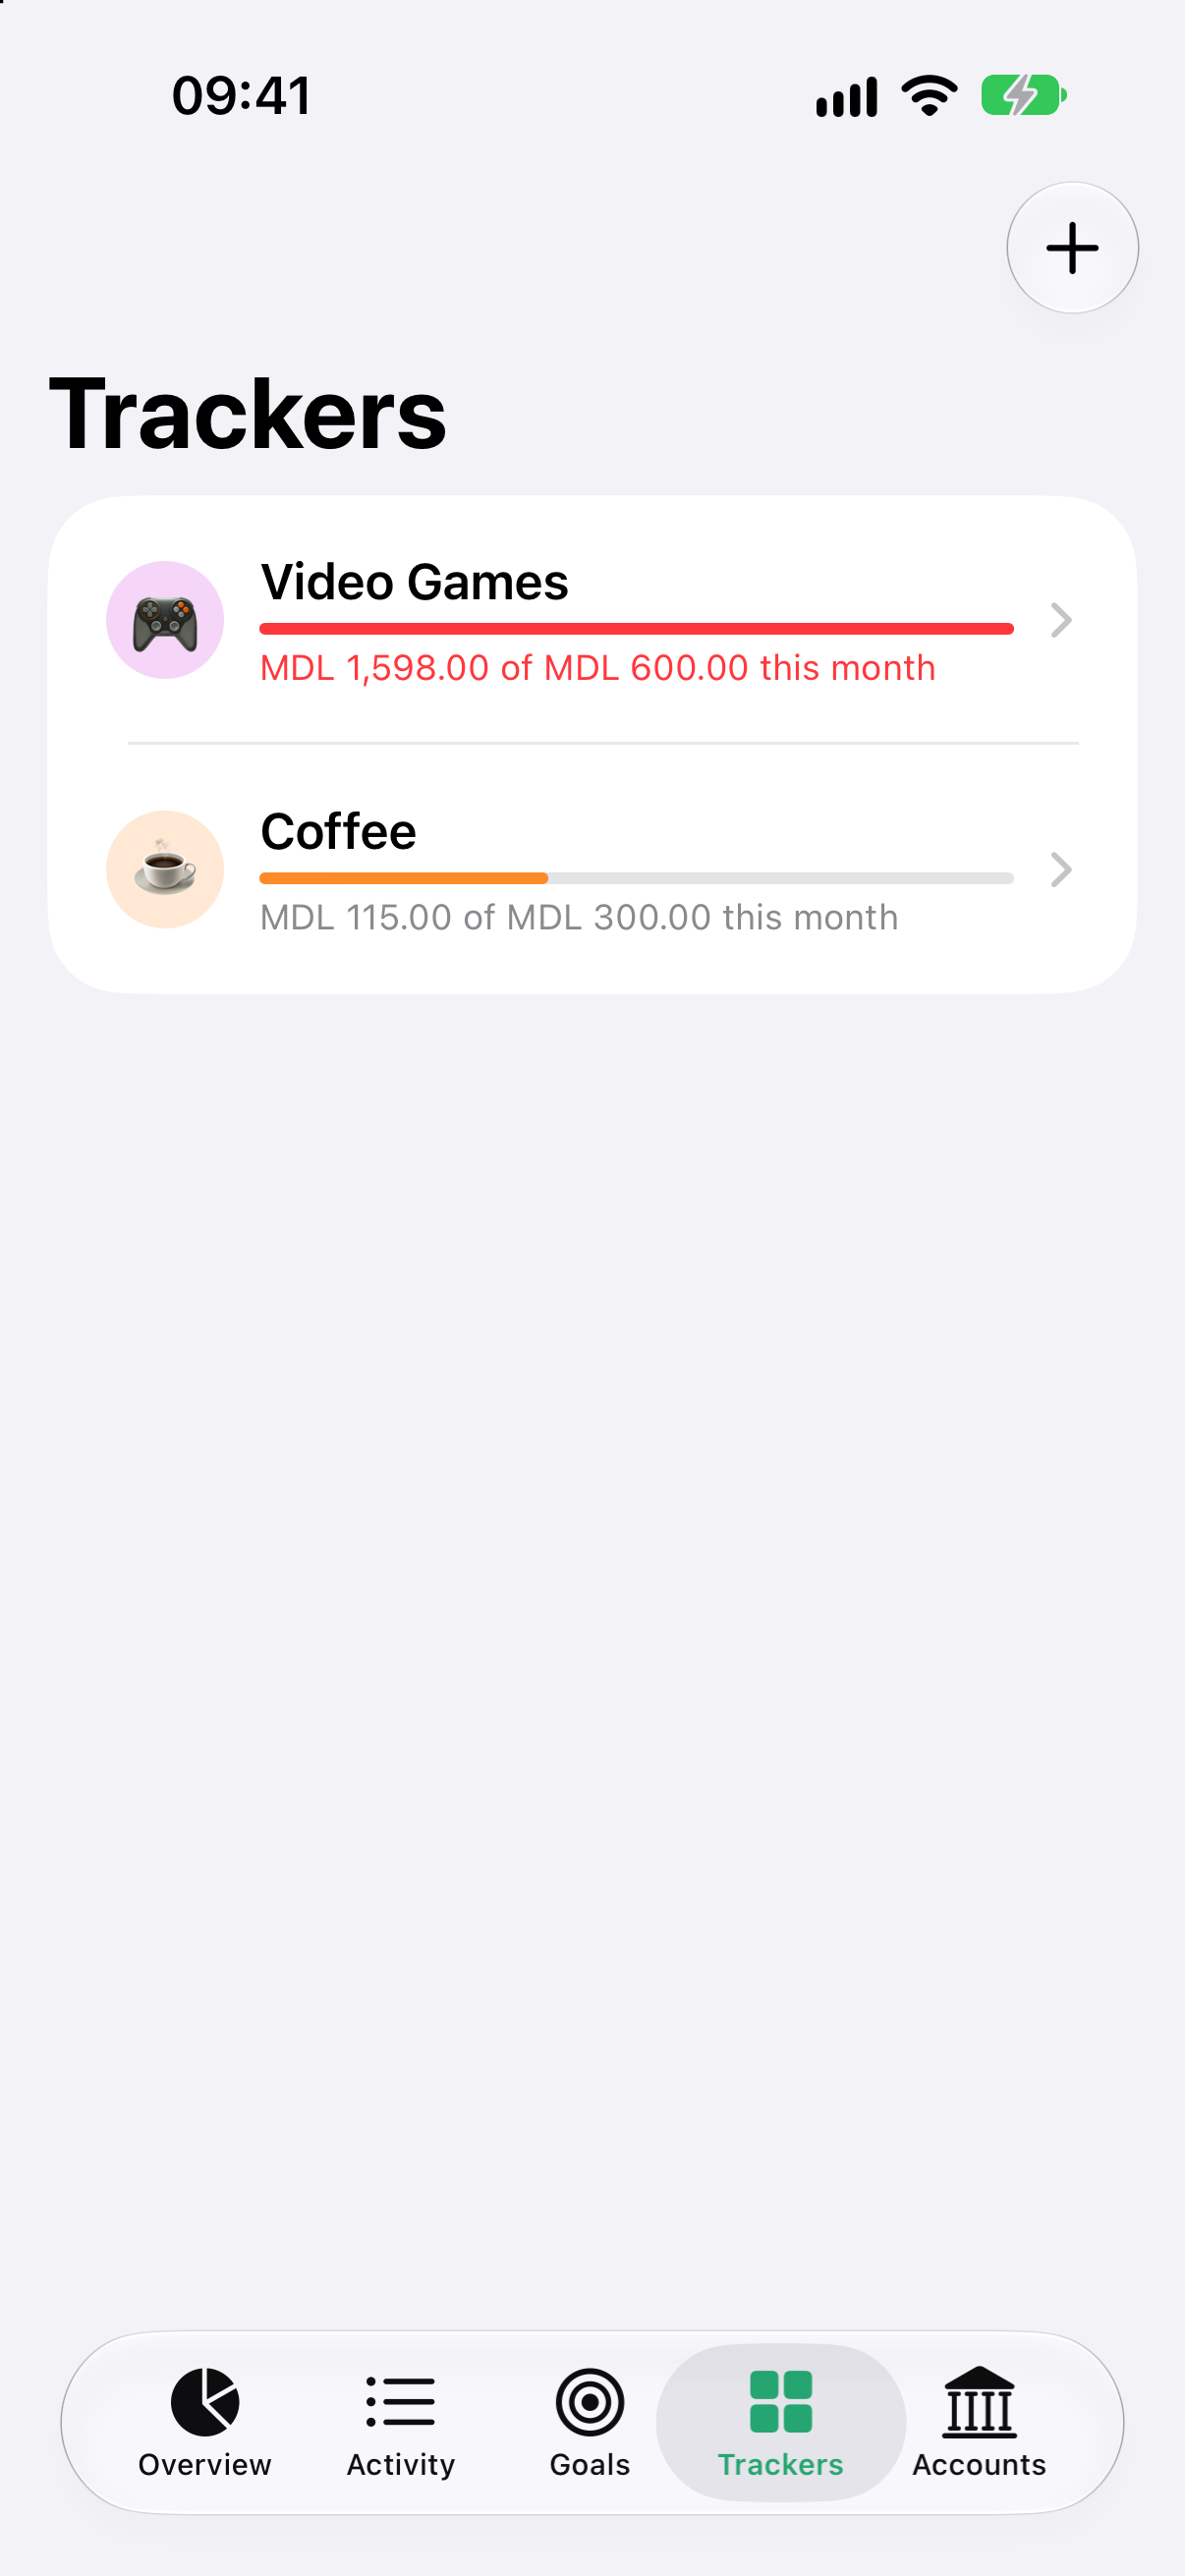 09:41
Trackers
Video Games
MDL 1,598.00 of MDL 600.00 this month
Coffee
MDL 115.00 of MDL 300.00 this month
Overview
Activity
Goals
Trackers
Accounts